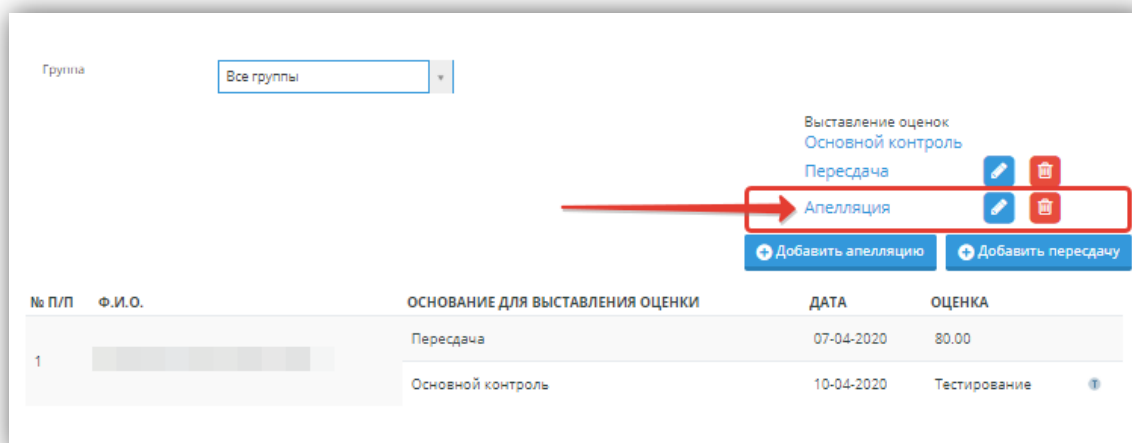 Группа
Все группы
Выставление оценок
Основной контроль
Пересдача
Апелляция
Добавить апелляцию
Добавить пересдачу
№ П/П Ф.И.О. ОСНОВАНИЕ ДЛЯ ВЫСТАВЛЕНИЯ ОЦЕНКИ ДАТА ОЦЕНКА
1
Пересдача 07-04-2020 80.00
Основной контроль 10-04-2020 Тестирование T